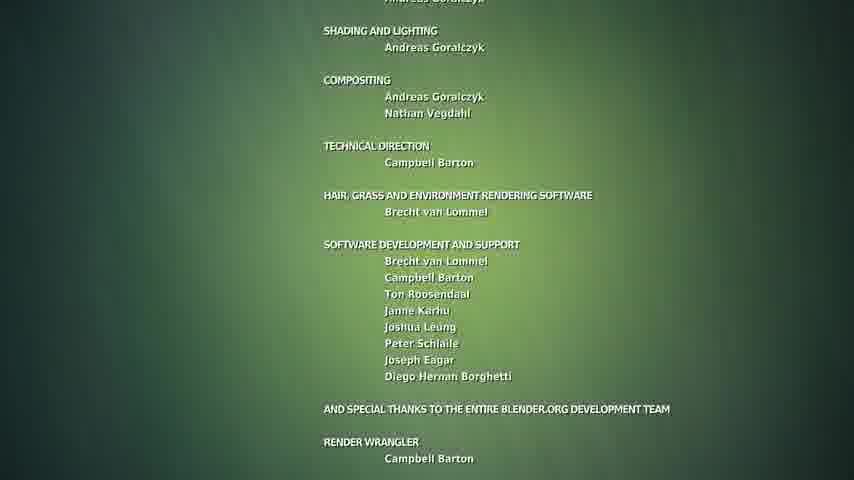 Andreas Goralczyk
SHADING AND LIGHTING
Andreas Goralczyk
COMPOSITING
Andreas Goralczyk
Nathan Vegdahl
TECHNICAL DIRECTION
Campbell Barton
HAIR, GRASS AND ENVIRONMENT RENDERING SOFTWARE
Brecht van Lommel
SOFTWARE DEVELOPMENT AND SUPPORT
Brecht van Lommel
Campbell Barton
Ton Roosendaal
Janne Karhu
Joshua Leung
Peter Schlaile
Joseph Eagar
Diego Hernan Borghetti
AND SPECIAL THANKS TO THE ENTIRE BLENDER.ORG DEVELOPMENT TEAM
RENDER WRANGLER
Campbell Barton